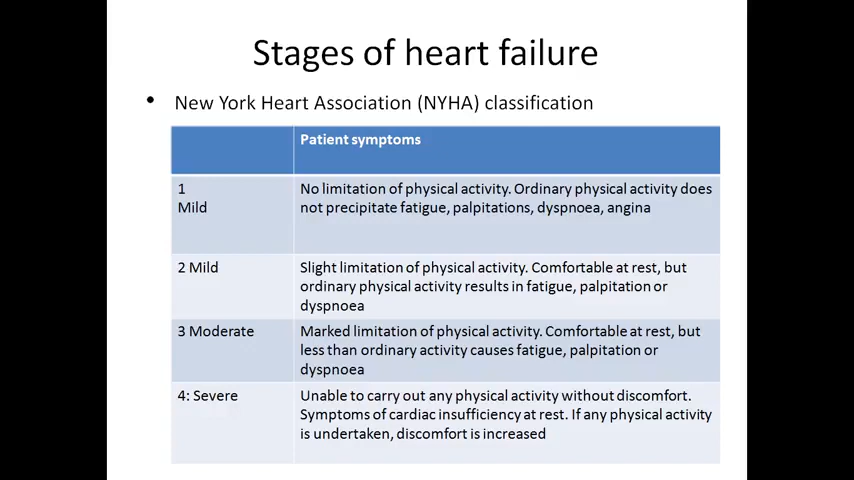 Stages of heart failure
• New York Heart Association (NYHA) classification
Patient symptoms
1
Mild
No limitation of physical activity. Ordinary physical activity does
not precipitate fatigue, palpitations, dyspnoea, angina
2 Mild
Slight limitation of physical activity. Comfortable at rest, but
ordinary physical activity results in fatigue, palpitation or
dyspnoea
3 Moderate
Marked limitation of physical activity. Comfortable at rest, but
less than ordinary activity causes fatigue, palpitation or
dyspnoea
4: Severe
Unable to carry out any physical activity without discomfort.
Symptoms of cardiac insufficiency at rest. If any physical activity
is undertaken, discomfort is increased